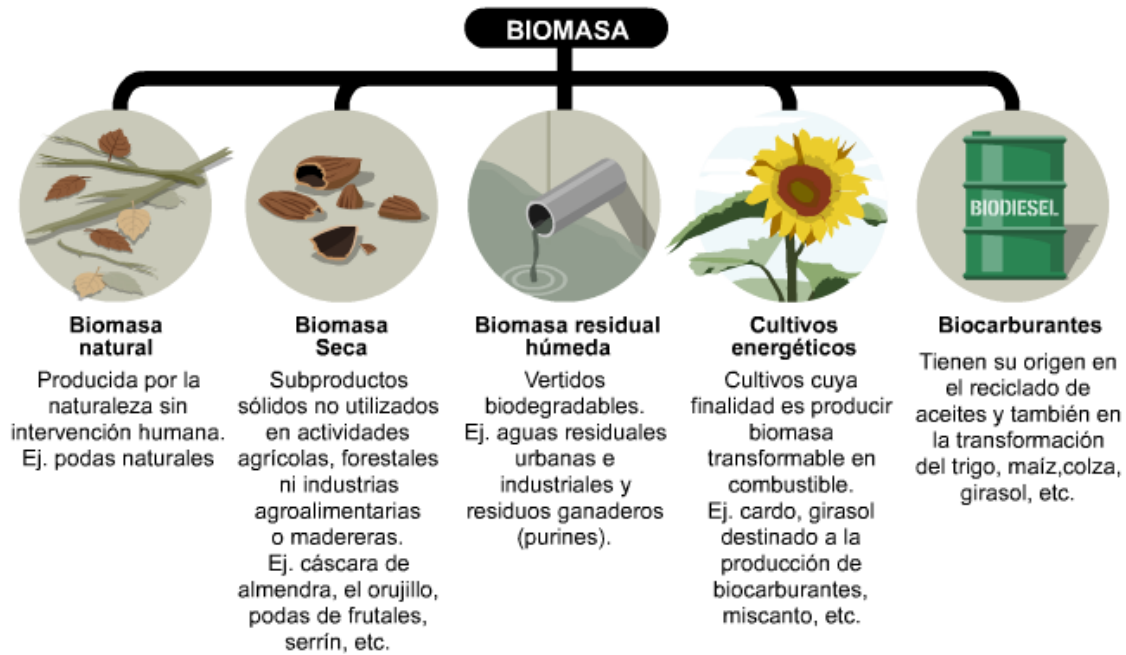 BIOMASA
BIODIESEL
Biomasa
natural
Producida por la
naturaleza sin
intervención humana.
Ej. podas naturales
Biomasa
Seca
Subproductos
sólidos no utilizados
en actividades
agrícolas, forestales
ni industrias
agroalimentarias
o madereras.
Ej. cáscara de
almendra, el orujillo,
podas de frutales,
serrín, etc.
Biomasa residual
húmeda
Vertidos
biodegradables.
Ej. aguas residuales
urbanas e
industriales y
residuos ganaderos
(purines).
Cultivos
energéticos
Cultivos cuya
finalidad es producir
biomasa
transformable en
combustible.
Ej. cardo, girasol
destinado a la
producción de
biocarburantes,
miscanto, etc.
Biocarburantes
Tienen su origen en
el reciclado de
aceites y también en
la transformación
del trigo, maíz,colza,
girasol, etc.